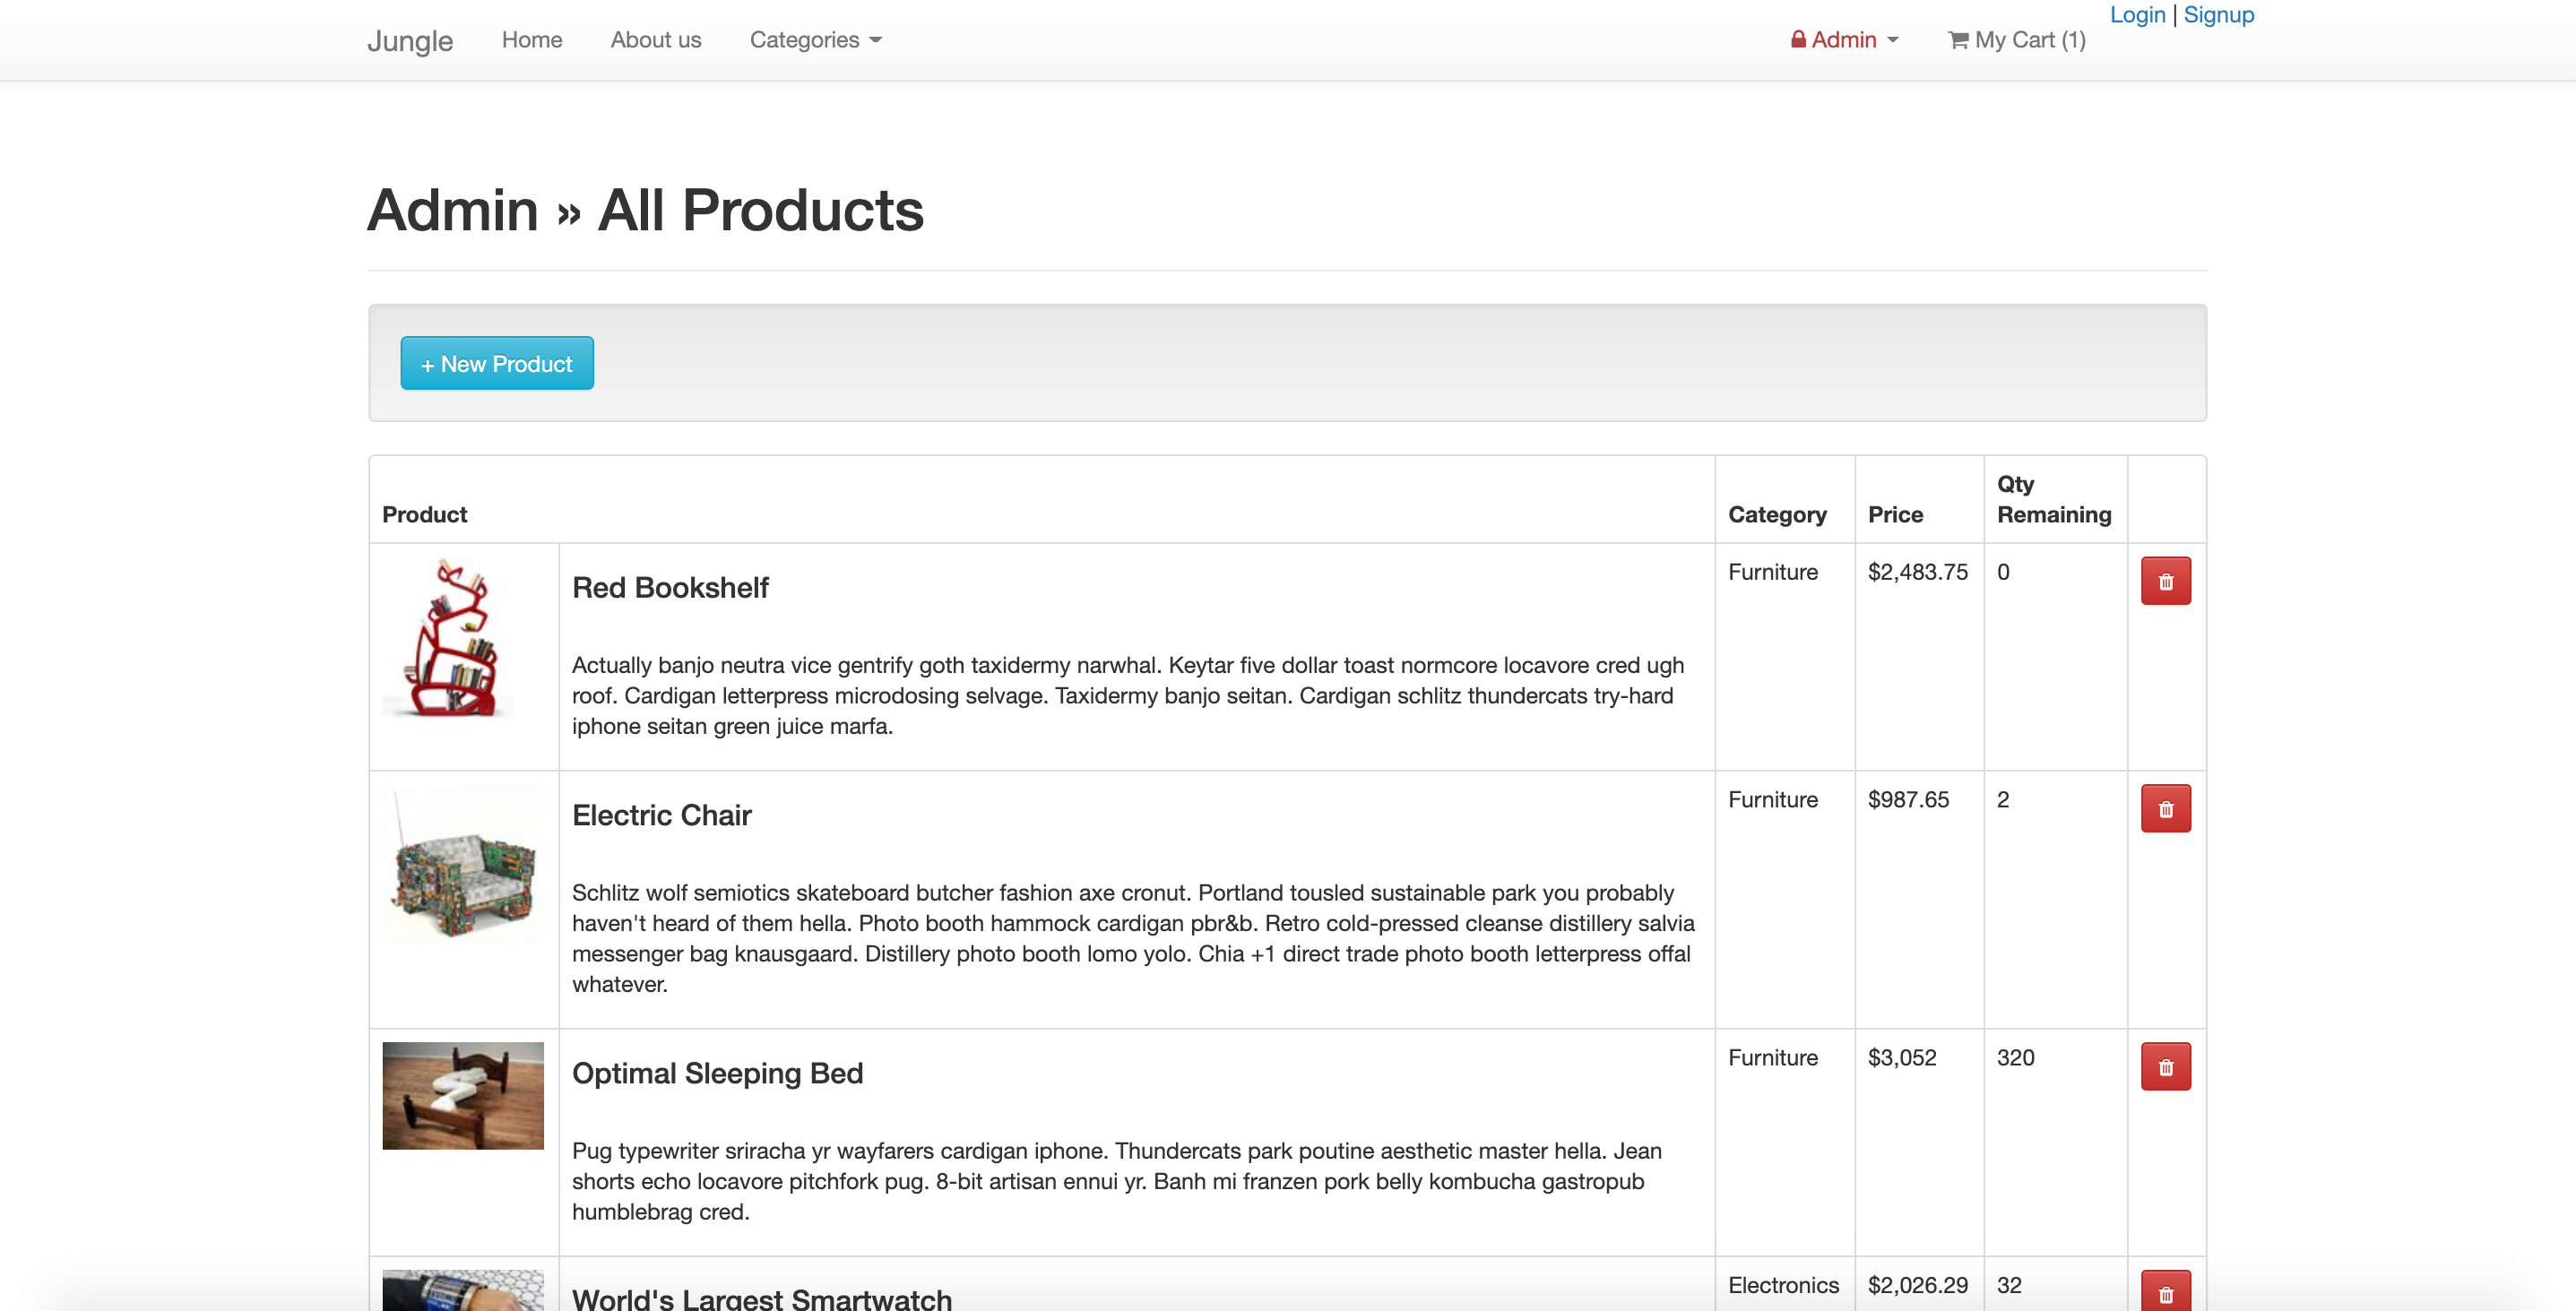 Login | Signup
Jungle Home About us Categories Admin My Cart (1)
Admin » All Products
+ New Product
Product Category Price Qty Remaining
Red Bookshelf
Furniture $2,483.75 0
Actually banjo neutra vice gentrify goth taxidermy narwhal. Keytar five dollar toast normcore locavore cred ugh
roof. Cardigan letterpress microdosing selvage. Taxidermy banjo seitan. Cardigan schlitz thundercats try-hard
iphone seitan green juice marfa.
Electric Chair
Furniture $987.65 2
Schlitz wolf semiotics skateboard butcher fashion axe cronut. Portland tousled sustainable park you probably
haven't heard of them hella. Photo booth hammock cardigan pbr&b. Retro cold-pressed cleanse distillery salvia
messenger bag knausgaard. Distillery photo booth lomo yolo. Chia +1 direct trade photo booth letterpress offal
whatever.
Optimal Sleeping Bed
Furniture $3,052 320
Pug typewriter sriracha yr wayfarers cardigan iphone. Thundercats park poutine aesthetic master hella. Jean
shorts echo locavore pitchfork pug. 8-bit artisan ennui yr. Banh mi franzen pork belly kombucha gastropub
humblebrag cred.
World's Largest Smartwatch
Electronics $2,026.29 32